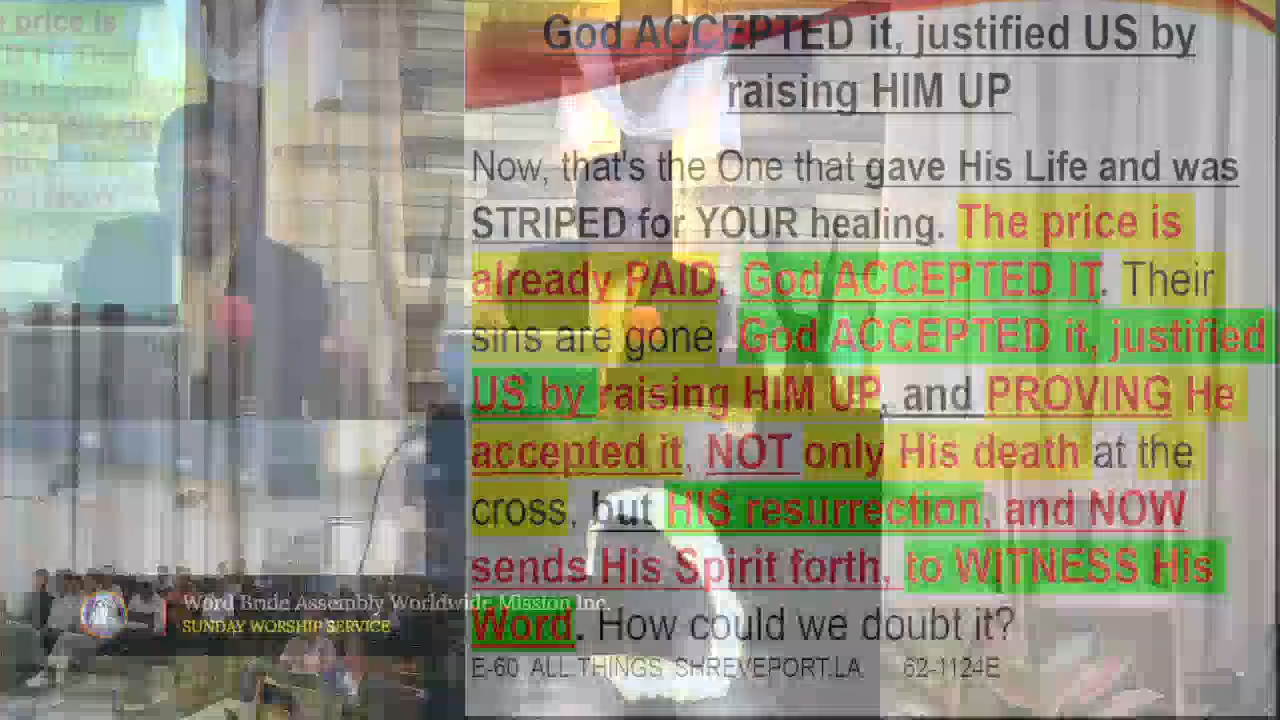 God ACCEPTED it, justified US by
raising HIM UP
Now, that's the One that gave His Life and was
STRIPED for YOUR healing. The price is
already PAID. God ACCEPTED IT. Their
sins are gone. God ACCEPTED it, justified
US by raising HIM UP, and PROVING He
accepted it, NOT only His death at the
cross, but HIS resurrection, and NOW
sends His Spirit forth, to WITNESS His
Word. How could we doubt it?
E-60 ALL.THINGS SHREVEPORT.LA 62-1124E
price is
Word Bride Assembly Worldwide Mission Inc.
SUNDAY WORSHIP SERVICE